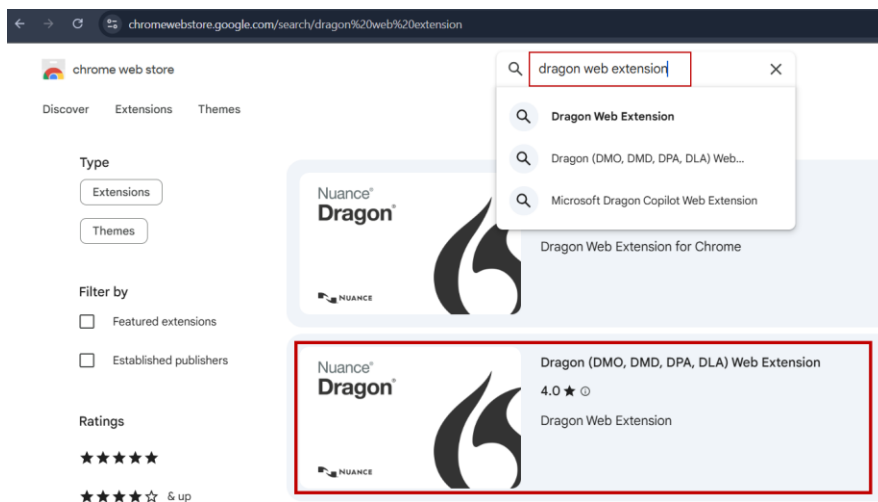 chromewebstore.google.com/search/dragon%20web%20extension
chrome web store
dragon web extension
Discover Extensions Themes
Dragon Web Extension
Dragon (DMO, DMD, DPA, DLA) Web...
Microsoft Dragon Copilot Web Extension
Type
Extensions
Themes
Filter by
Featured extensions
Established publishers
Ratings
& up
Nuance®
Dragon®
NUANCE
Dragon Web Extension for Chrome
Nuance®
Dragon®
NUANCE
Dragon (DMO, DMD, DPA, DLA) Web Extension
4.0
Dragon Web Extension